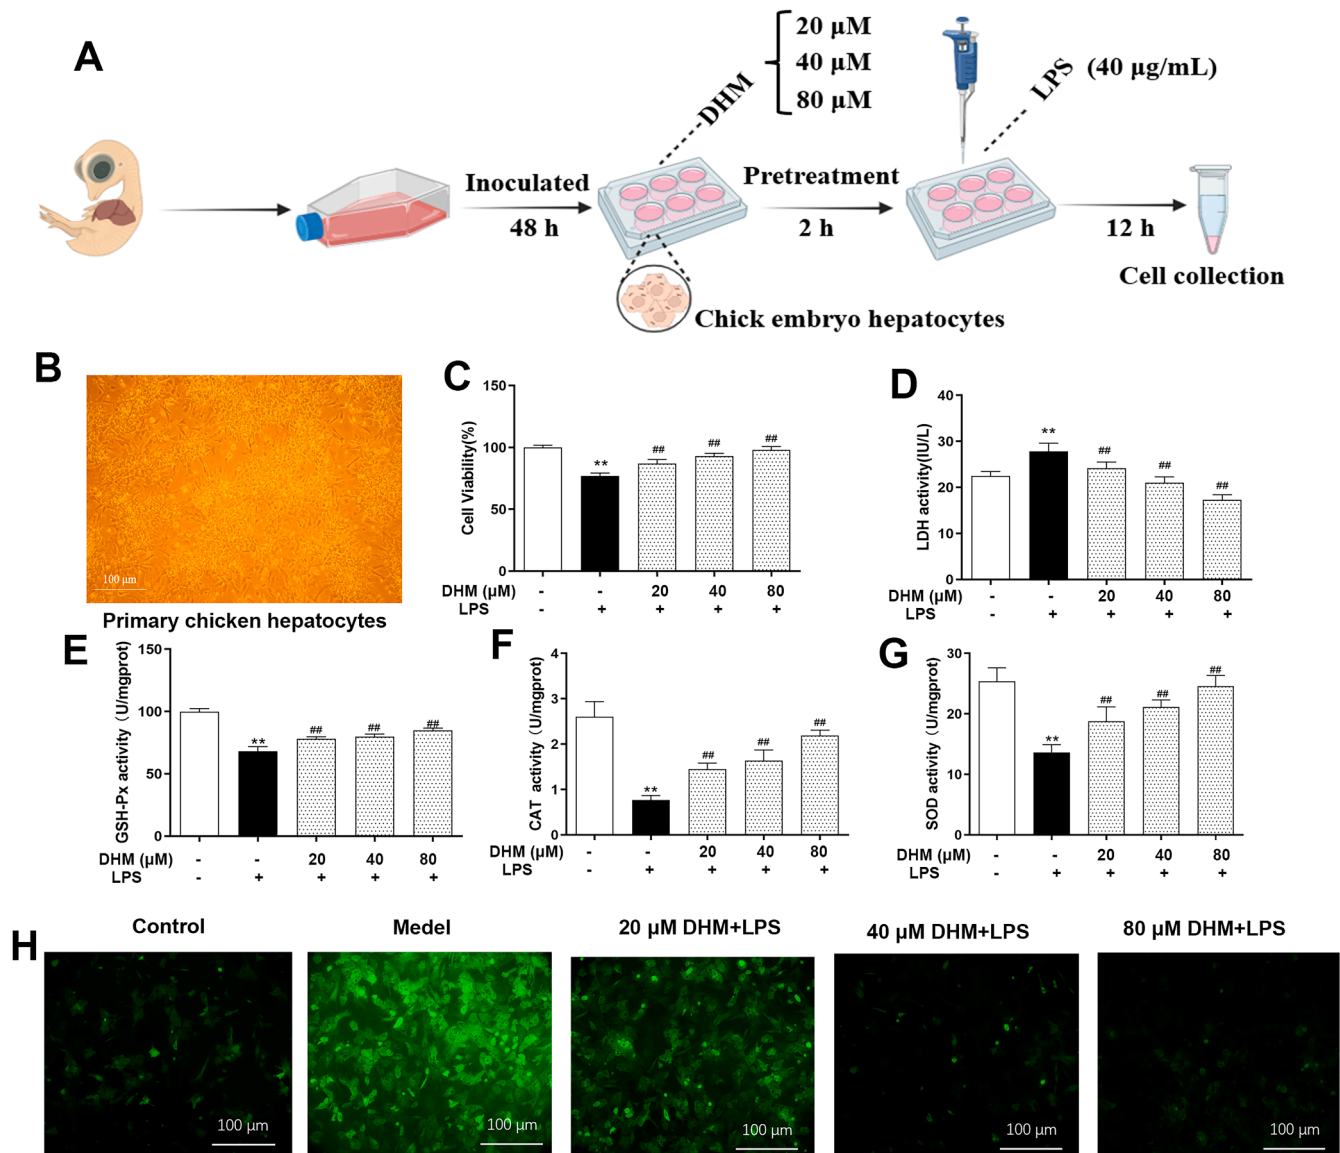 A
20 µM
40 µM
80 µM
DHM
LPS (40 µg/mL)
Inoculated
48 h
Pretreatment
2 h
12 h
Cell collection
Chick embryo hepatocytes
B
100 µm
Primary chicken hepatocytes
C
Cell Viability(%)
150
100
50
0
** ## ## ##
DHM (µM) - - 20 40 80
LPS - + + + +
D
LDH activity(IU/L)
40
30
20
10
0
** ## ## ##
DHM (µM) - - 20 40 80
LPS - + + + +
E
GSH-Px activity（U/mgprot)
150
100
50
0
** ## ## ##
DHM (µM) - - 20 40 80
LPS - + + + +
F
CAT activity（U/mgprot)
4
3
2
1
0
** ## ## ##
DHM (µM) - - 20 40 80
LPS - + + + +
G
SOD activity（U/mgprot)
30
20
10
0
** ## ## ##
DHM (µM) - - 20 40 80
LPS - + + + +
H
Control
Medel
20 µM DHM+LPS
40 µM DHM+LPS
80 µM DHM+LPS
100 µm
100 µm
100 µm
100 µm
100 µm